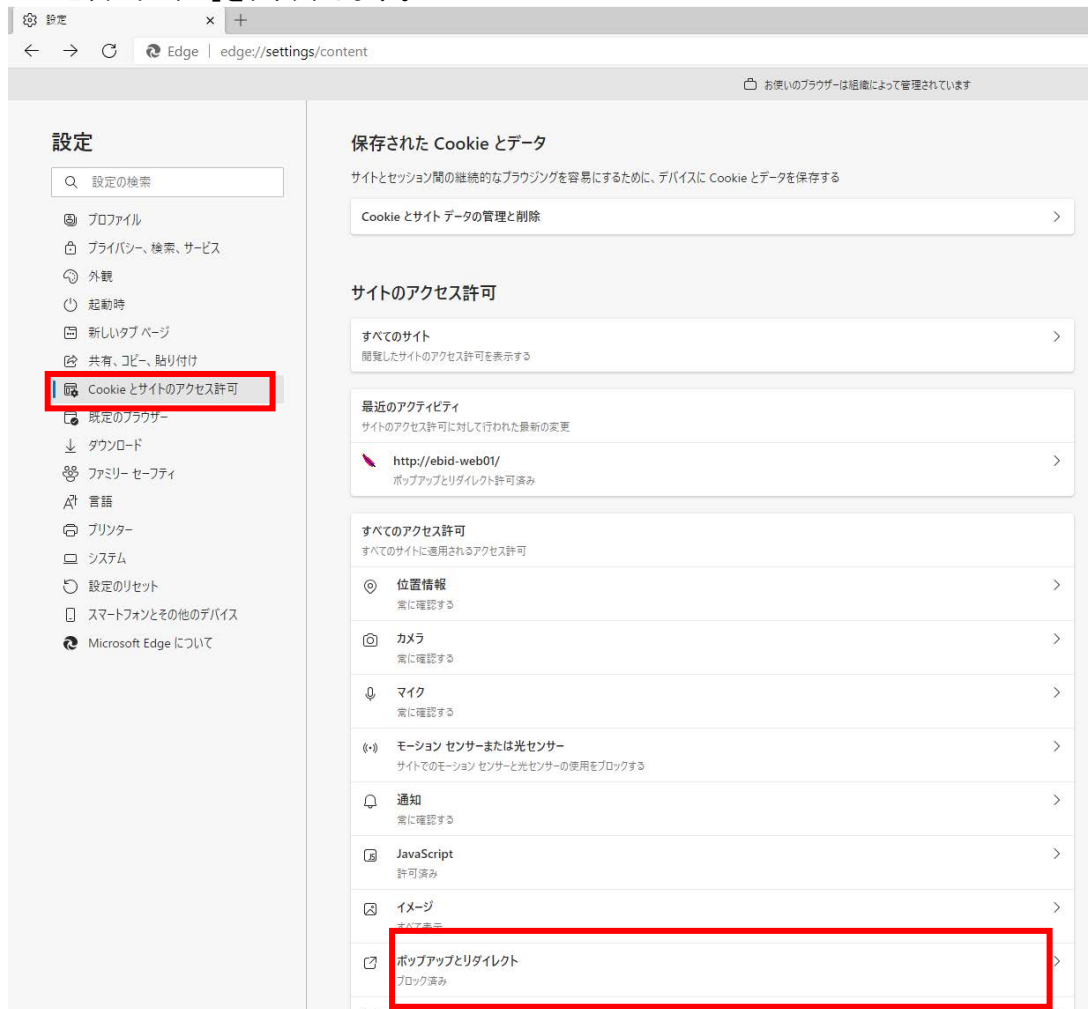 設定
Edge | edge://settings/content
お使いのブラウザーは組織によって管理されています
設定
設定の検索
プロファイル
プライバシー、検索、サービス
外観
起動時
新しいタブ ページ
共有、コピー、貼り付け
Cookie とサイトのアクセス許可
既定のブラウザー
ダウンロード
ファミリー セーフティ
言語
プリンター
システム
設定のリセット
スマートフォンとその他のデバイス
Microsoft Edge について
保存された Cookie とデータ
サイトとセッション間の継続的なブラウジングを容易にするために、デバイスに Cookie とデータを保存する
Cookie とサイト データの管理と削除
サイトのアクセス許可
すべてのサイト
閲覧したサイトのアクセス許可を表示する
最近のアクティビティ
サイトのアクセス許可に対して行われた最新の変更
http://ebid-web01/
ポップアップとリダイレクト許可済み
すべてのアクセス許可
すべてのサイトに適用されるアクセス許可
位置情報
常に確認する
カメラ
常に確認する
マイク
常に確認する
モーション センサーまたは光センサー
サイトでのモーション センサーと光センサーの使用をブロックする
通知
常に確認する
JavaScript
許可済み
イメージ
すべて表示
ポップアップとリダイレクト
ブロック済み